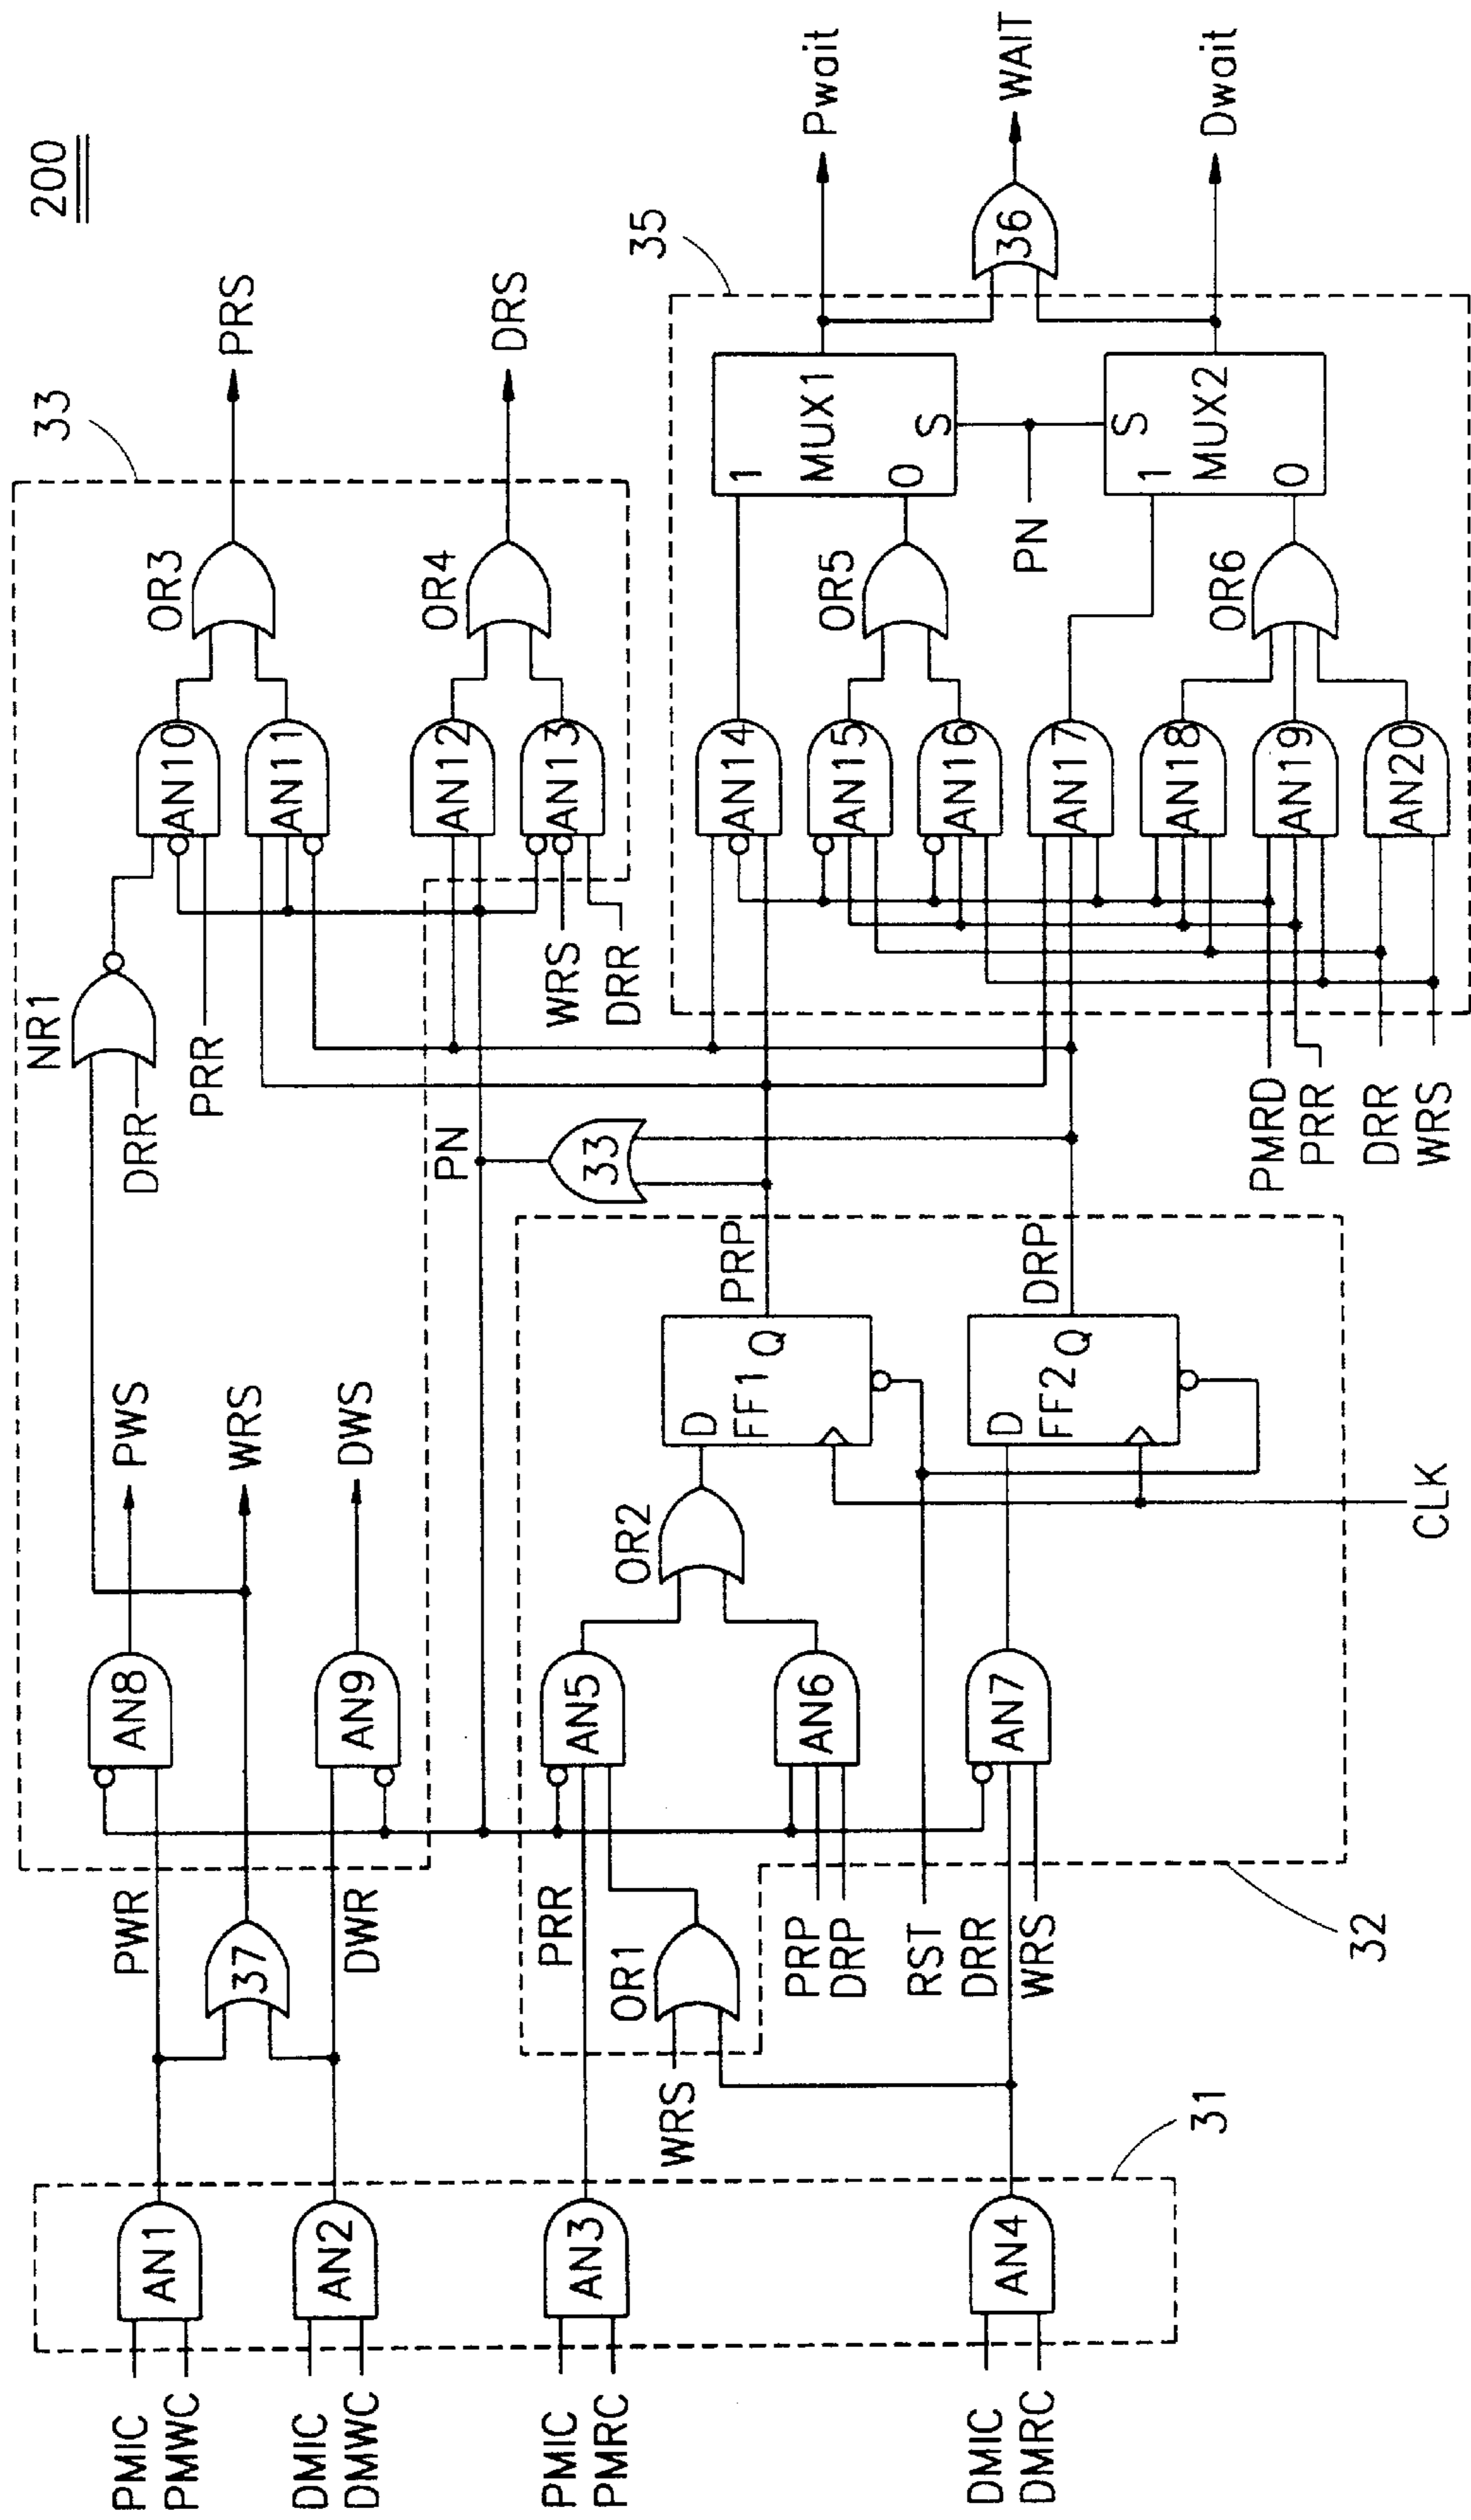 200
PMIC
PMWC
AN1
DMIC
DMWC
AN2
PMIC
PMRC
AN3
DMIC
DMRC
AN4
31
PWR
37
DWR
PRR
OR1
WRS
PRP
DRP
RST
DRR
WRS
32
AN8
AN9
AN5
AN6
AN7
PWS
WRS
DWS
OR2
D
FF1
Q
PRP
D
FF2
Q
DRP
CLK
NR1
DRR
PRR
PN
33
WRS
DRR
PMRD
PRR
DRR
WRS
AN10
AN11
AN12
AN13
AN14
AN15
AN16
AN17
AN18
AN19
AN20
OR3
OR4
OR5
OR6
33
PRS
DRS
PN
1
MUX1
0
S
1
MUX2
0
S
35
36
Pwait
WAIT
Dwait